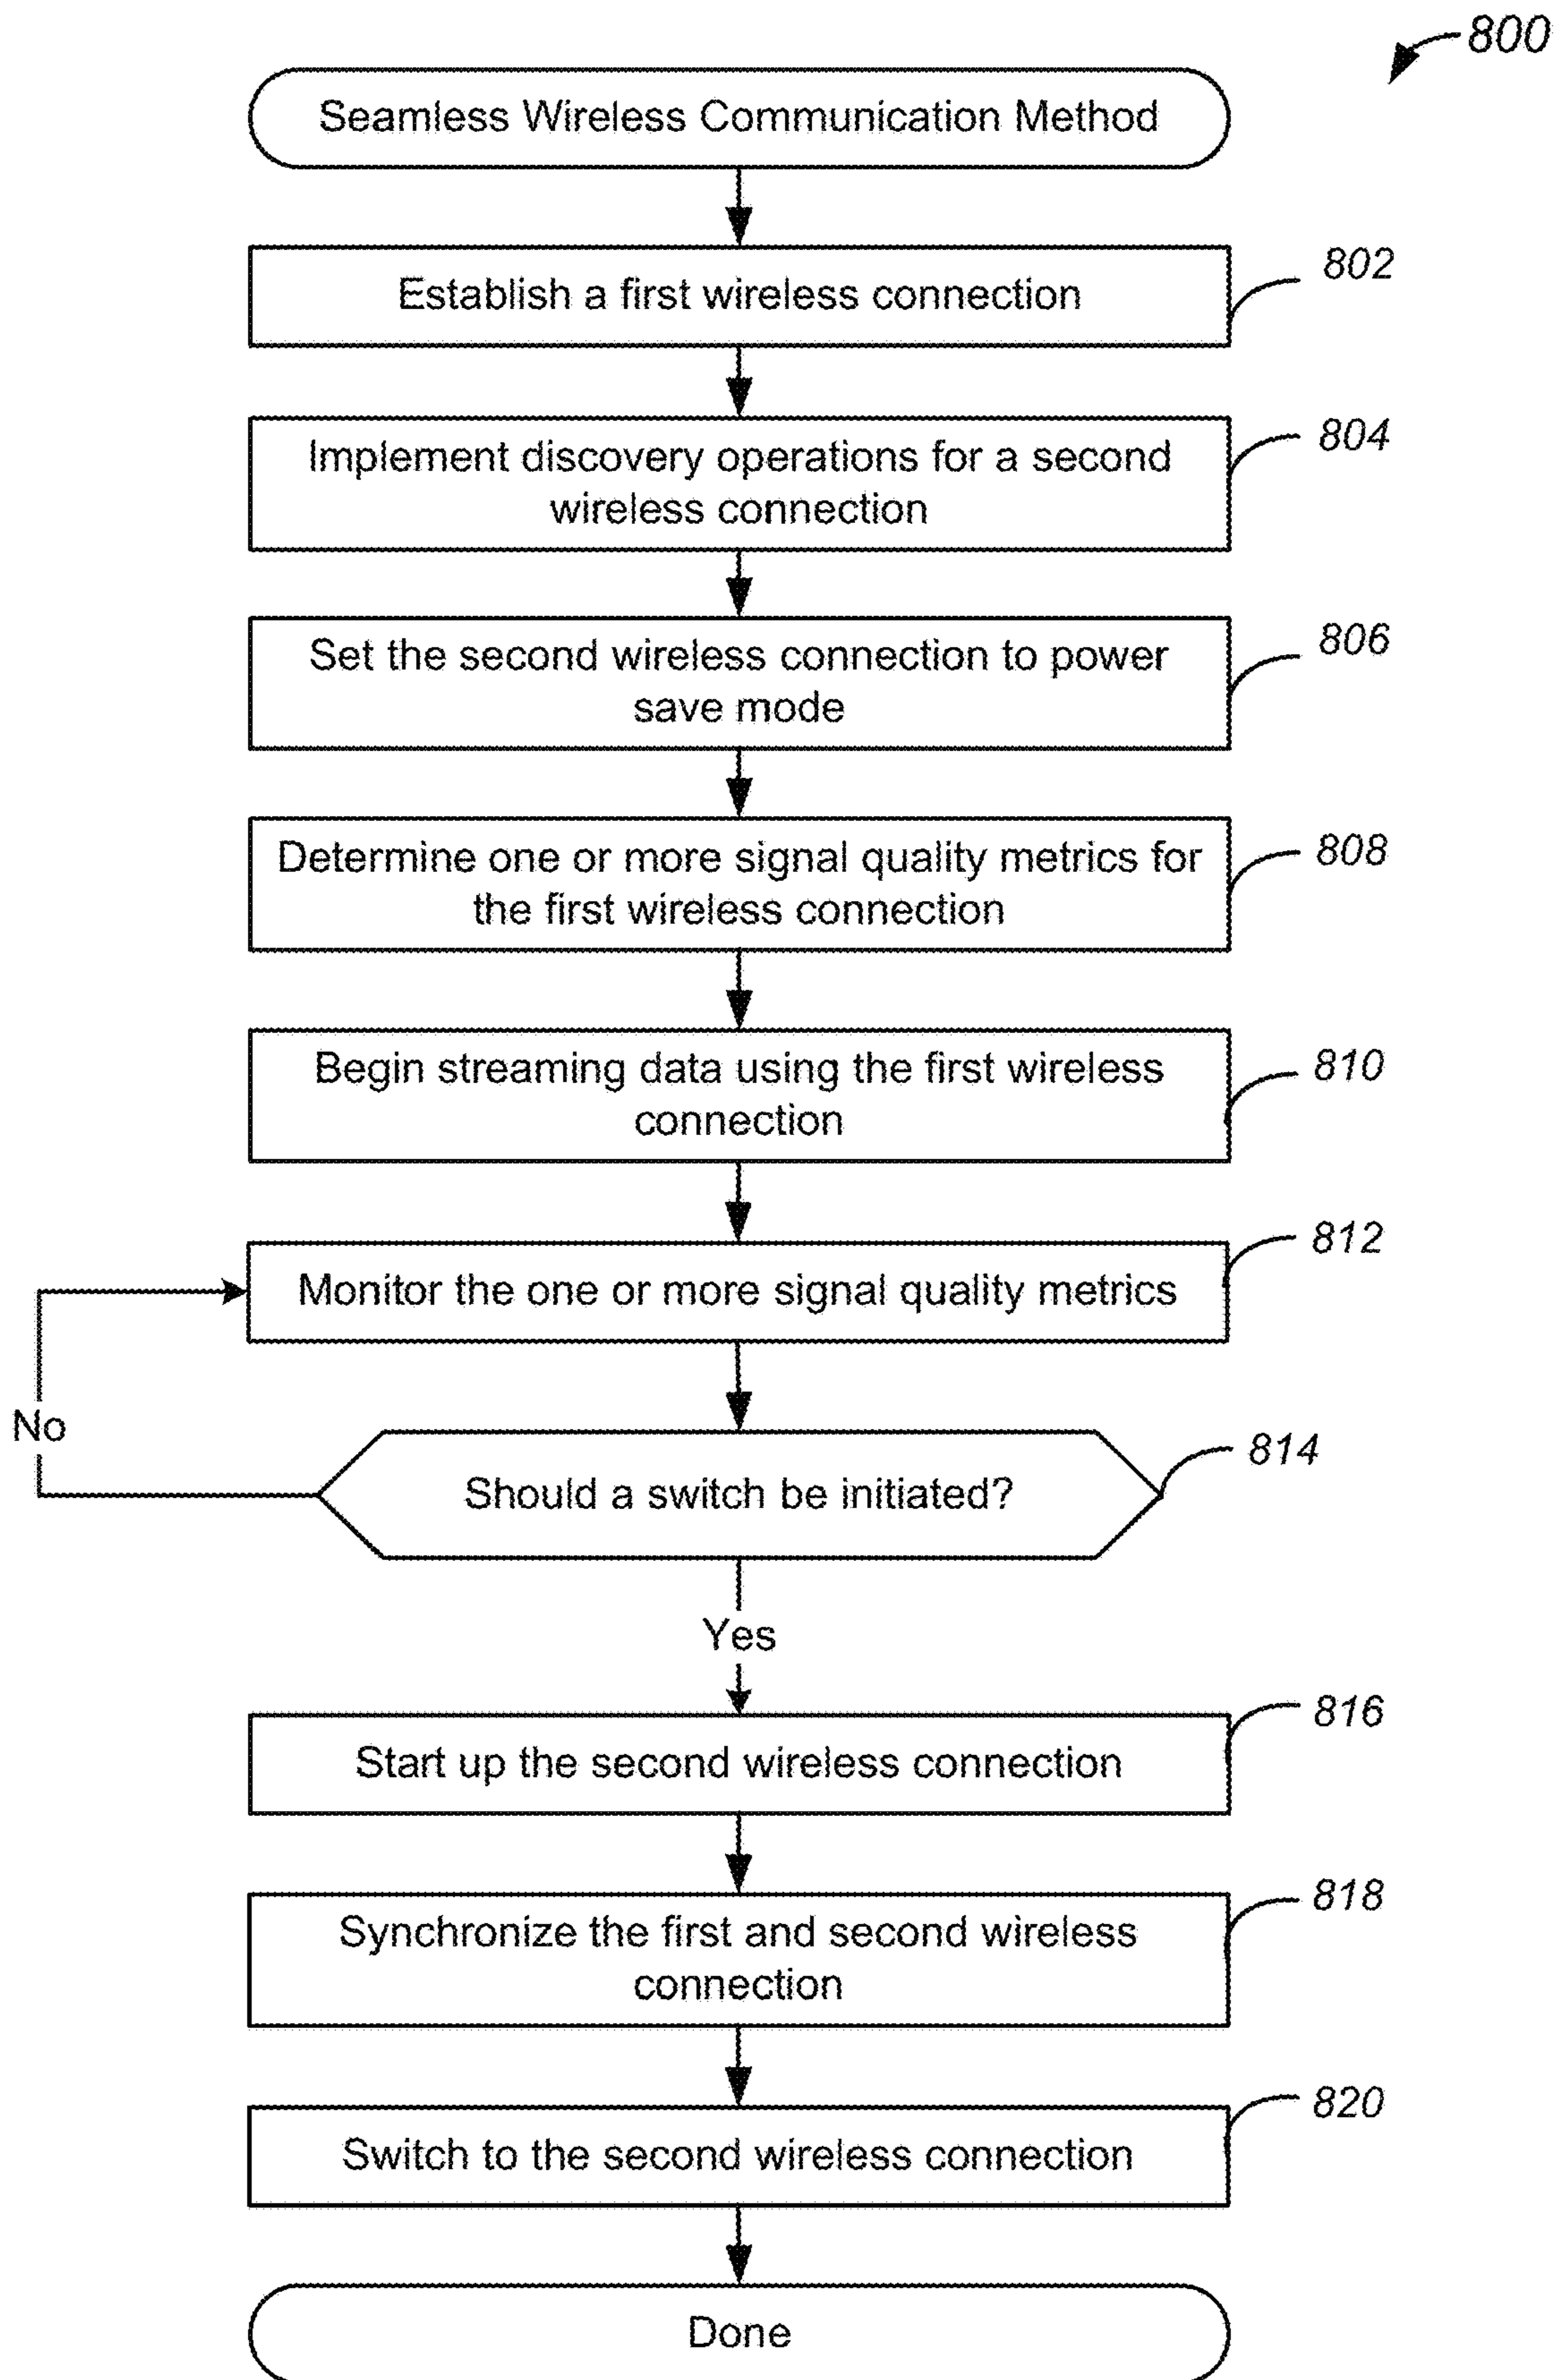 800
Seamless Wireless Communication Method
Establish a first wireless connection
802
Implement discovery operations for a second
wireless connection
804
Set the second wireless connection to power
save mode
806
Determine one or more signal quality metrics for
the first wireless connection
808
Begin streaming data using the first wireless
connection
810
Monitor the one or more signal quality metrics
812
No
Should a switch be initiated?
814
Yes
Start up the second wireless connection
816
Synchronize the first and second wireless
connection
818
Switch to the second wireless connection
820
Done